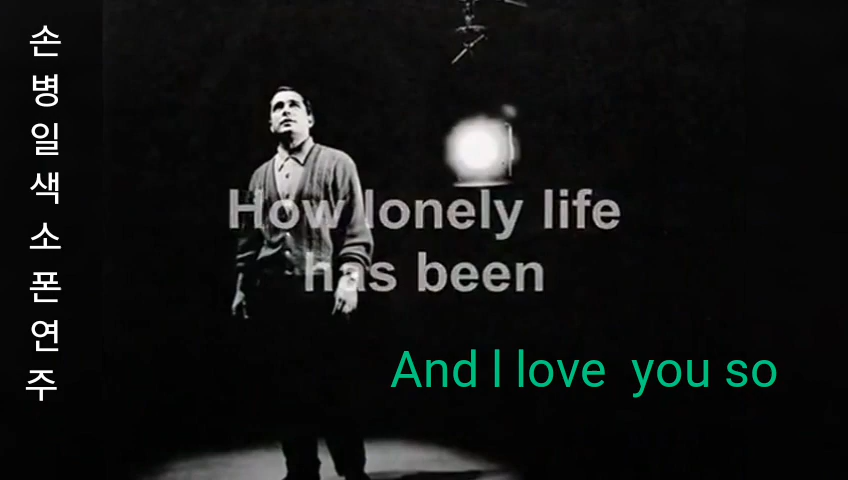 손병일색소폰연주
How lonely life
has been
And I love you so